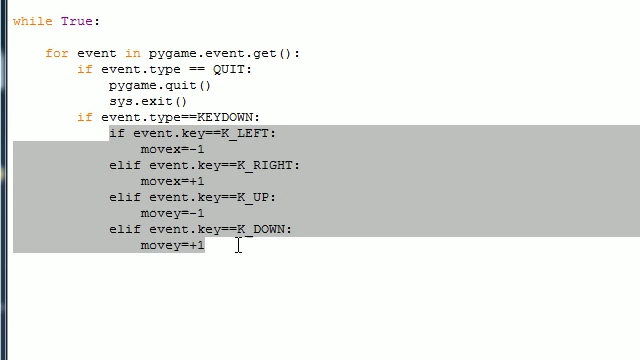 while True:
for event in pygame.event.get():
if event.type == QUIT:
pygame.quit()
sys.exit()
if event.type==KEYDOWN:
if event.key==K_LEFT:
movex=-1
elif event.key==K_RIGHT:
movex=+1
elif event.key==K_UP:
movey=-1
elif event.key==K_DOWN:
movey=+1